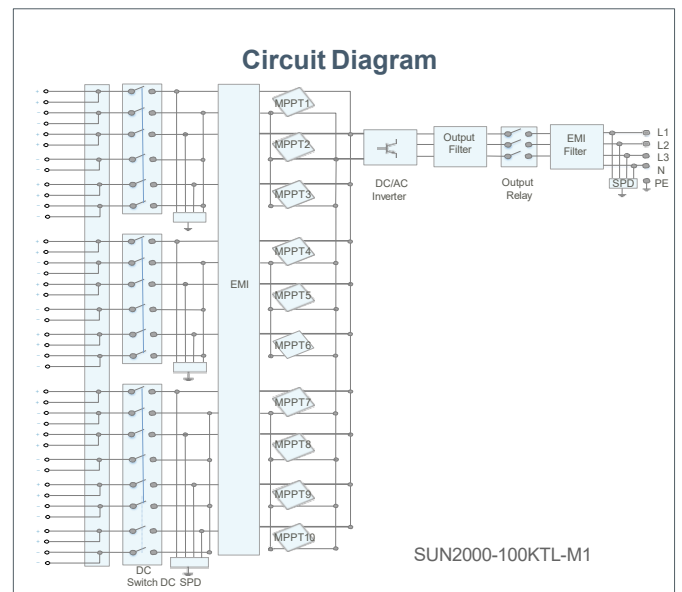 Circuit Diagram
MPPT1
MPPT2
MPPT3
MPPT4
MPPT5
MPPT6
MPPT7
MPPT8
MPPT9
MPPT10
EMI
DC/AC
Inverter
Output
Filter
Output
Relay
EMI
Filter
L1
L2
L3
N
PE
SPD
DC
Switch DC SPD
SUN2000-100KTL-M1